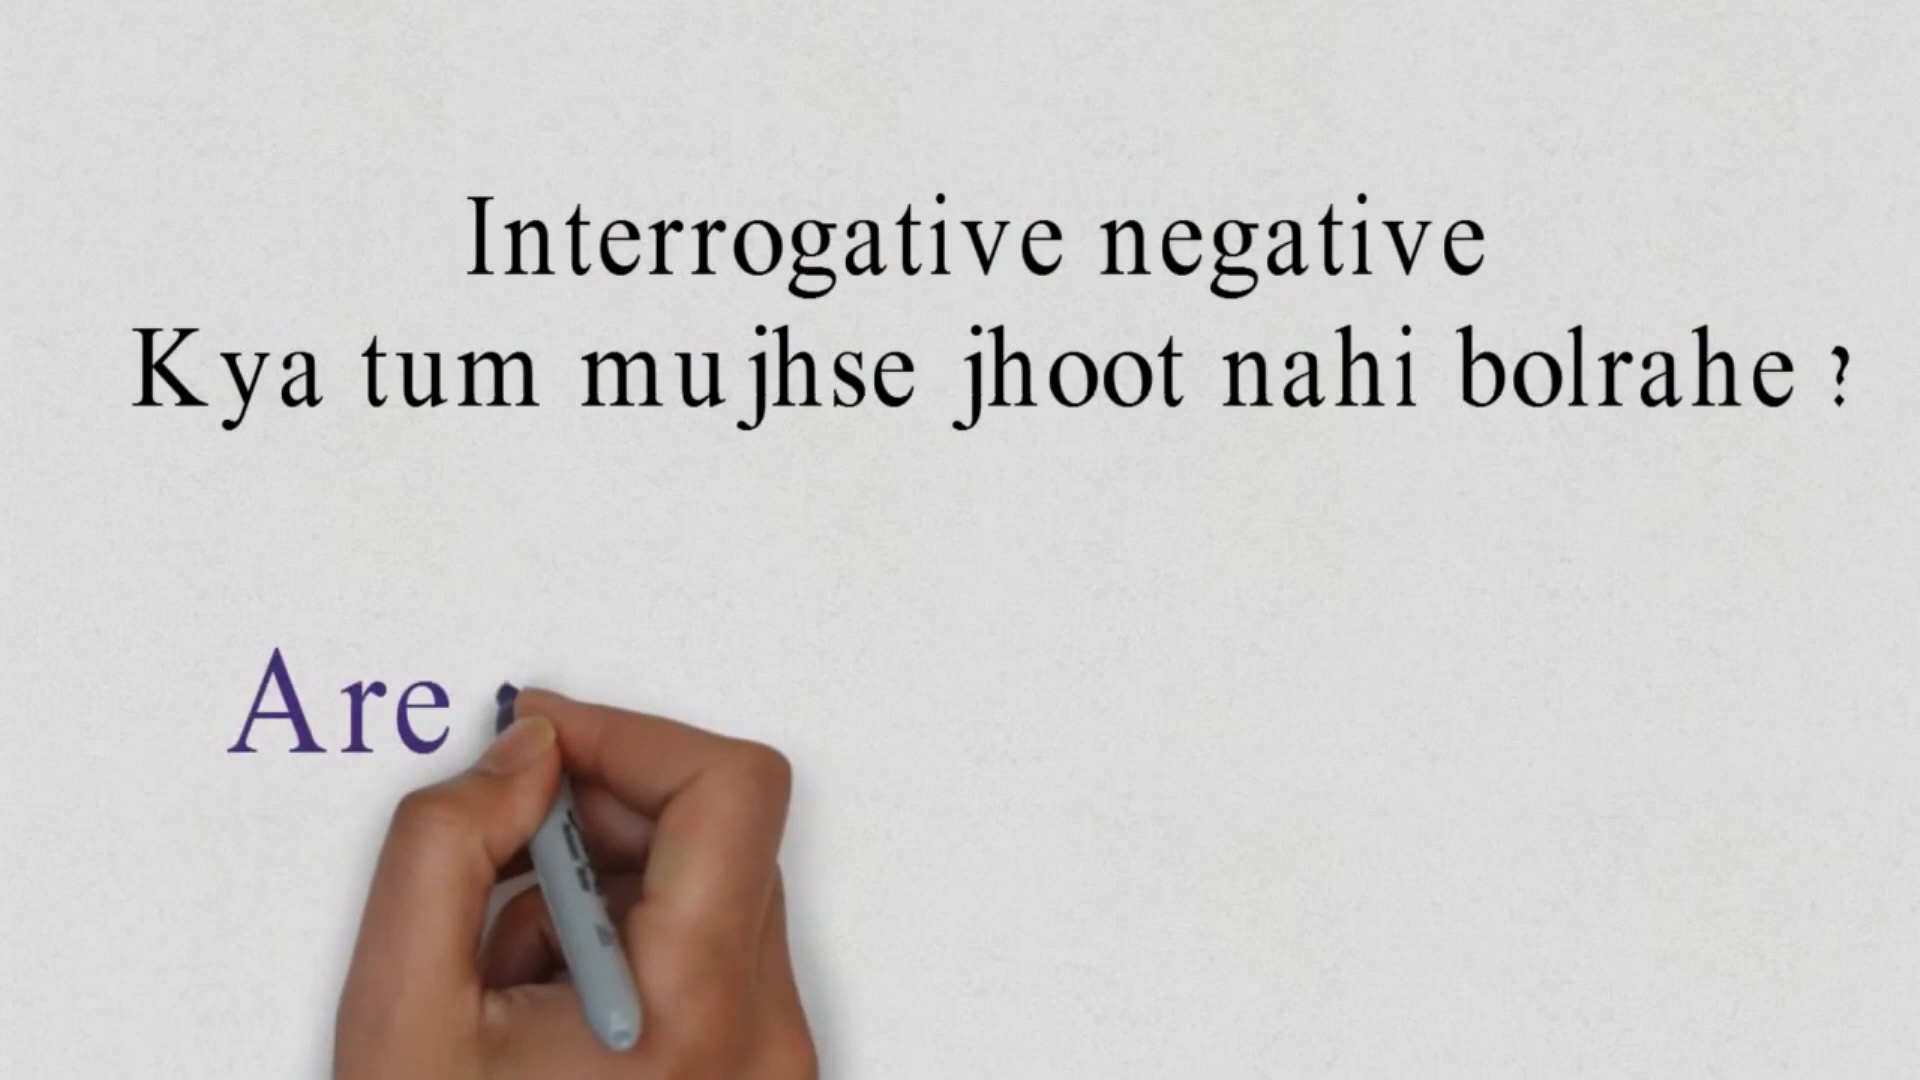 Interrogative negative
Kya tum mujhse jhoot nahi bolrahe ?
Are